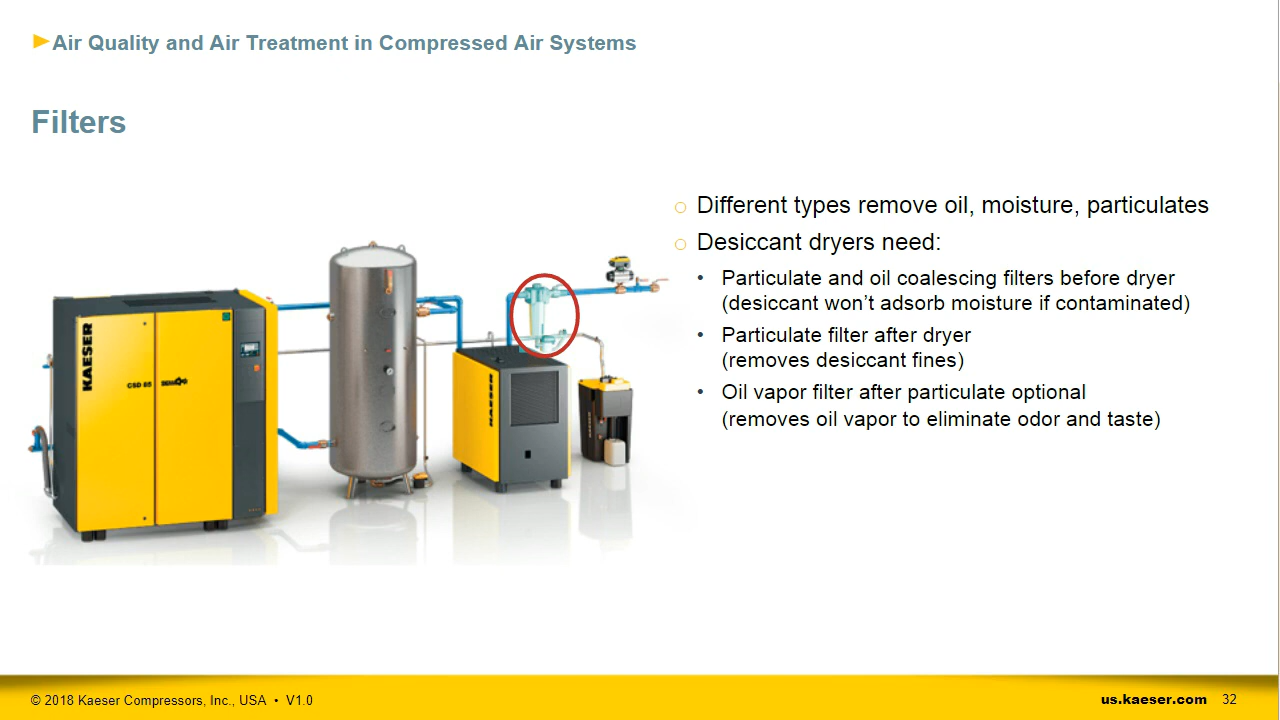 Air Quality and Air Treatment in Compressed Air Systems
Filters
Different types remove oil, moisture, particulates
Desiccant dryers need:
Particulate and oil coalescing filters before dryer
(desiccant won’t adsorb moisture if contaminated)
Particulate filter after dryer
(removes desiccant fines)
Oil vapor filter after particulate optional
(removes oil vapor to eliminate odor and taste)
KAESER
CSD 85
KAESER
© 2018 Kaeser Compressors, Inc., USA • V1.0
us.kaeser.com 32